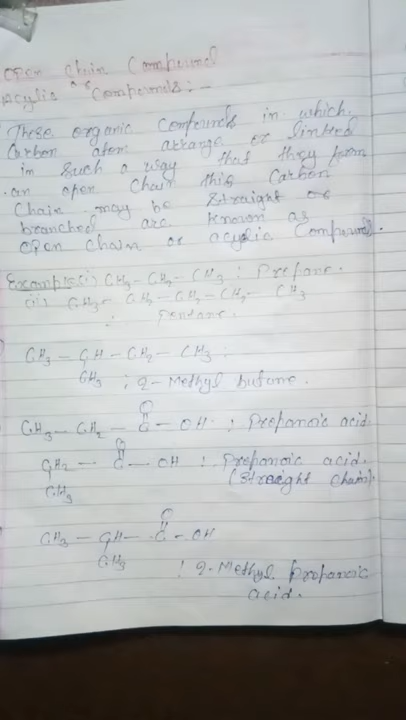 Open Chain Compound
Acylic Compounds:-
These organic Compounds in which
Carbon atom arrange or linked
in such a way that they form
an open chain this Carbon
Chain may be straight or
branched are known as
open chain or acyclic Compound.
Example:(i) CH3-CH2-CH3 : Propane.
(ii) CH3- CH2-CH2-CH2- CH3
: Pentane.
CH3 - CH - CH2 - CH3 :
CH3 : 2-Methyl butane.
O
CH3 - CH2 - C - OH : Propanoic acid
O
CH2 - C - OH : Propanoic acid.
CH3 (Straight Chain).
O
CH3 - CH - C - OH
CH3
: 2-Methyl Propanoic
acid.